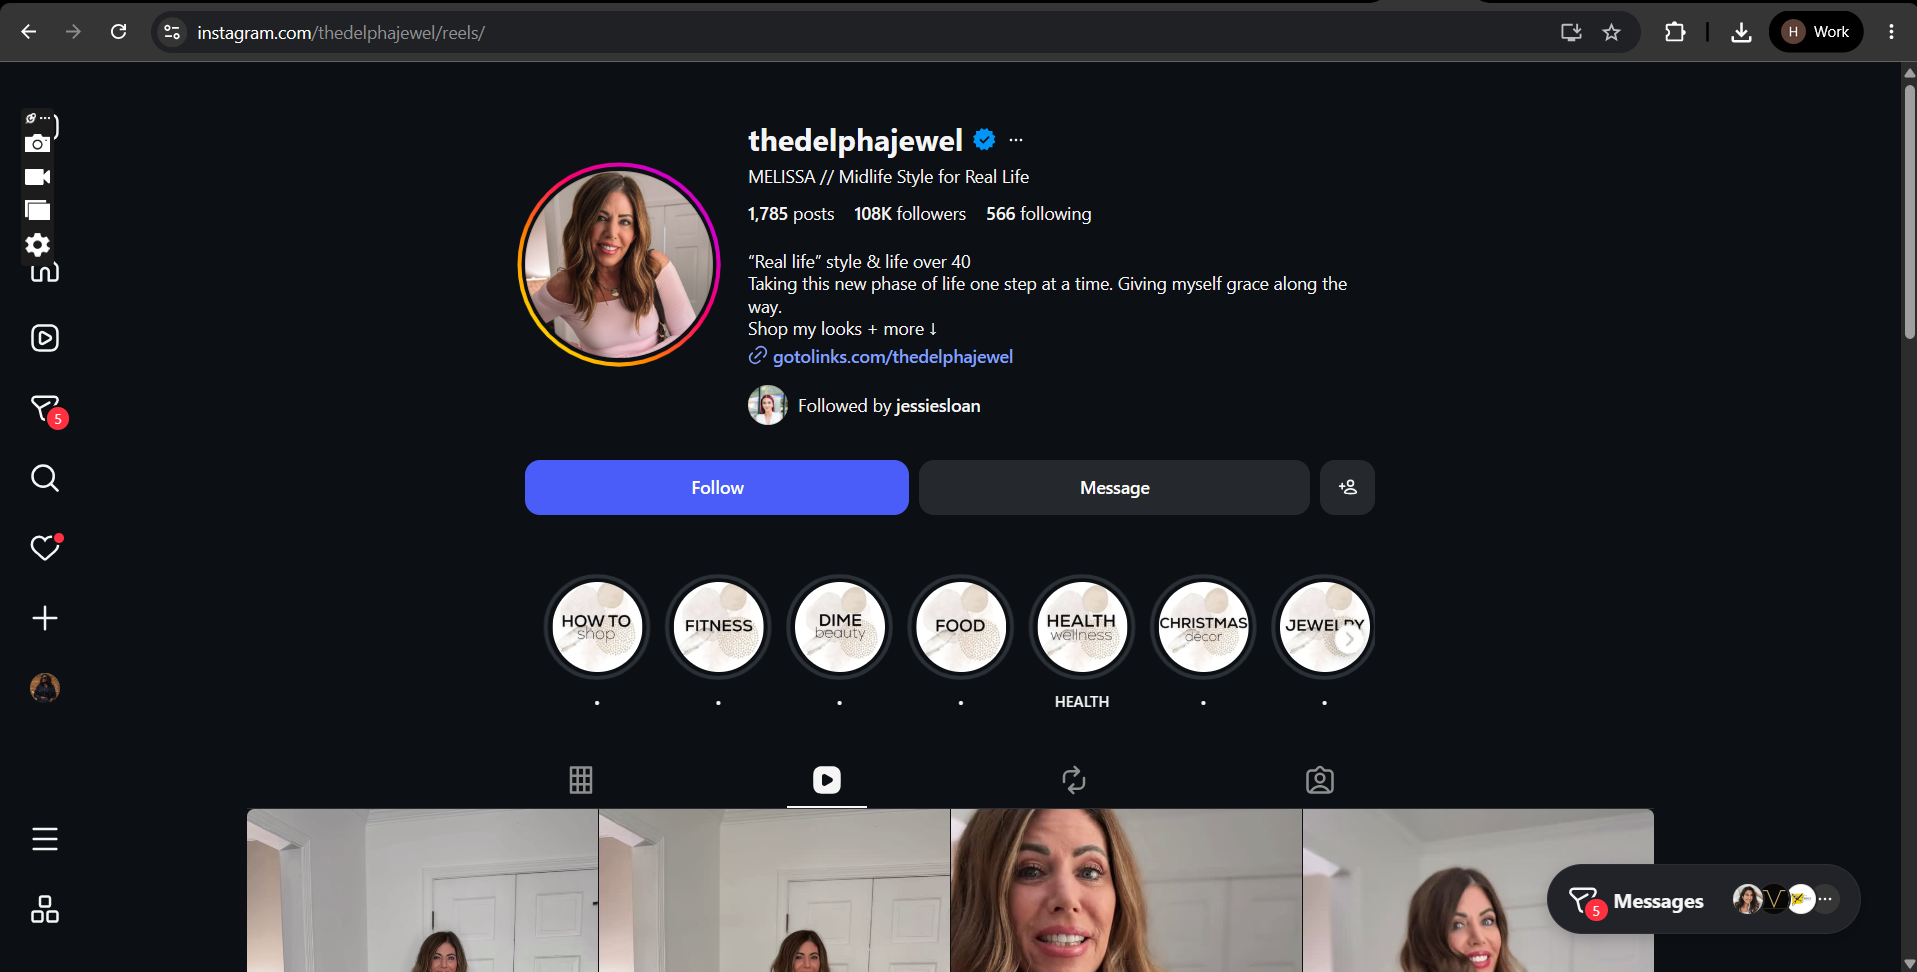 instagram.com/thedelphajewel/reels/
H Work
thedelphajewel
MELISSA // Midlife Style for Real Life
1,785 posts 108K followers 566 following
“Real life” style & life over 40
Taking this new phase of life one step at a time. Giving myself grace along the
way.
Shop my looks + more ↓
gotolinks.com/thedelphajewel
Followed by jessiesloan
5
Follow Message
HOW TO
shop
FITNESS
DIME
beauty
FOOD
HEALTH
wellness
CHRISTMAS
decor
JEWELRY
HEALTH
5 Messages